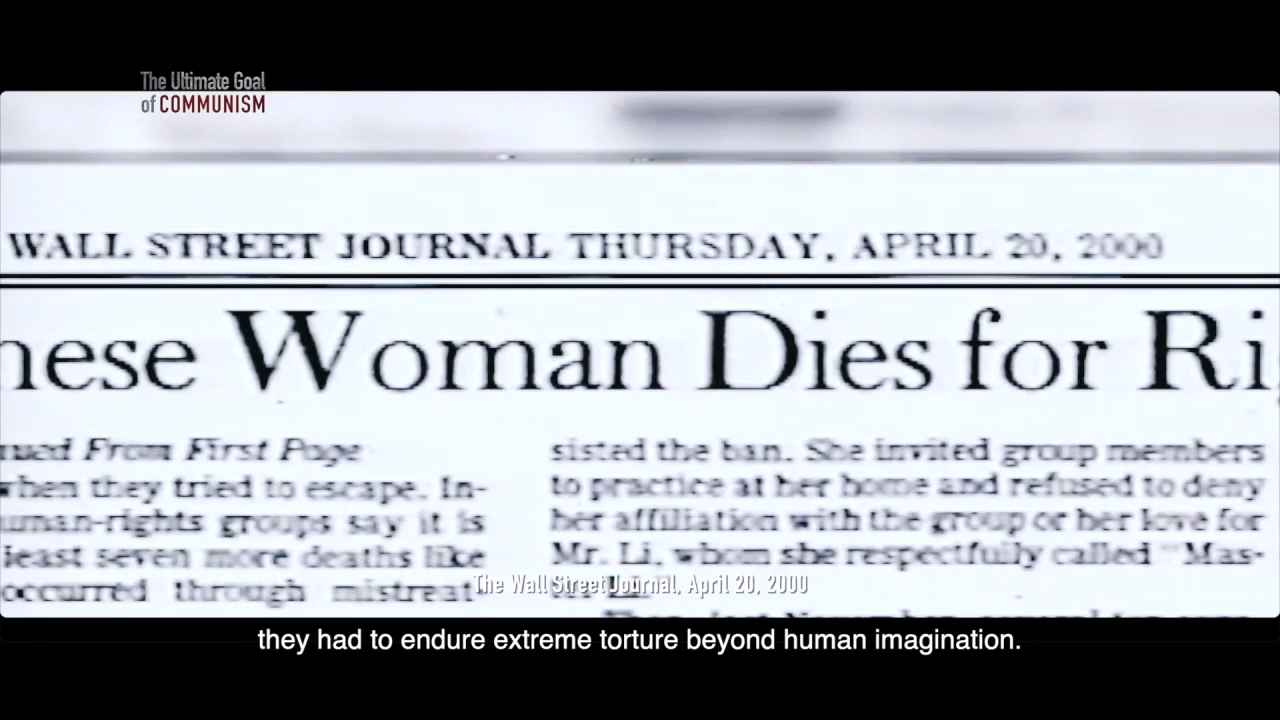 The Ultimate Goal
of COMMUNISM
WALL STREET JOURNAL THURSDAY, APRIL 20, 2000
nese Woman Dies for Ri
nued From First Page
when they tried to escape. In-
uman-rights groups say it is
least seven more deaths like
occurred through mistreat-
sisted the ban. She invited group members
to practice at her home and refused to deny
her affiliation with the group or her love for
Mr. Li, whom she respectfully called "Mas-
The Wall Street Journal, April 20, 2000
they had to endure extreme torture beyond human imagination.